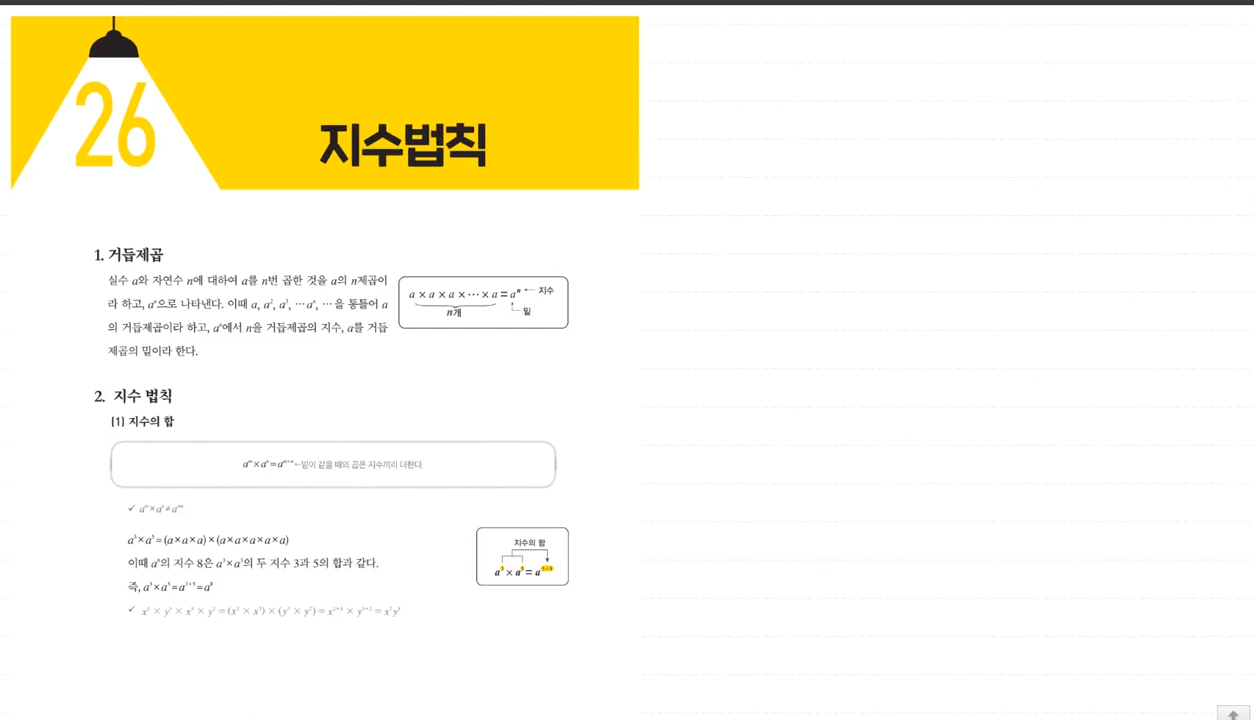 26
지수법칙
1. 거듭제곱
실수 a와 자연수 n에 대하여 a를 n번 곱한 것을 a의 n제곱이
라 하고, aⁿ으로 나타낸다. 이때 a, a², a³, ⋯aⁿ, ⋯을 통틀어 a
의 거듭제곱이라 하고, aⁿ에서 n을 거듭제곱의 지수, a를 거듭
제곱의 밑이라 한다.
a × a × a × ⋯ × a = aⁿ ← 지수
n개
밑
2. 지수 법칙
(1) 지수의 합
aᵐ×aⁿ=aᵐ⁺ⁿ←밑이 같을 때의 곱은 지수끼리 더한다.
✓ aᵐ×aⁿ≠aᵐⁿ
a³×a⁵=(a×a×a)×(a×a×a×a×a)
이때 a⁸의 지수 8은 a³×a⁵의 두 지수 3과 5의 합과 같다.
즉, a³×a⁵=a³⁺⁵=a⁸
지수의 합
a³ × a⁵ = a³⁺⁵